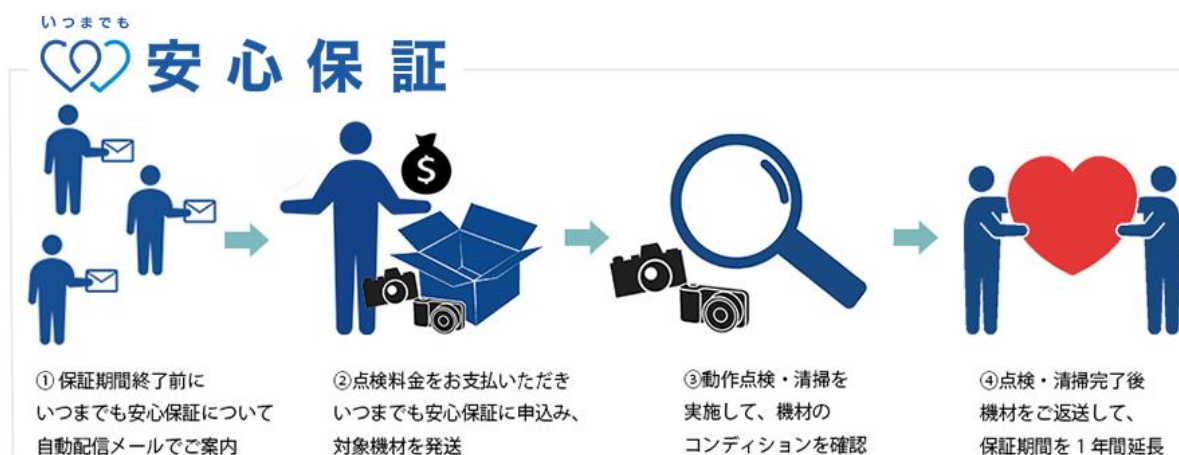 いつまでも
安心保証
$
① 保証期間終了前に
いつまでも安心保証について
自動配信メールでご案内
②点検料金をお支払いただき
いつまでも安心保証に申込み、
対象機材を発送
③動作点検・清掃を
実施して、機材の
コンディションを確認
④点検・清掃完了後
機材をご返送して、
保証期間を1年間延長